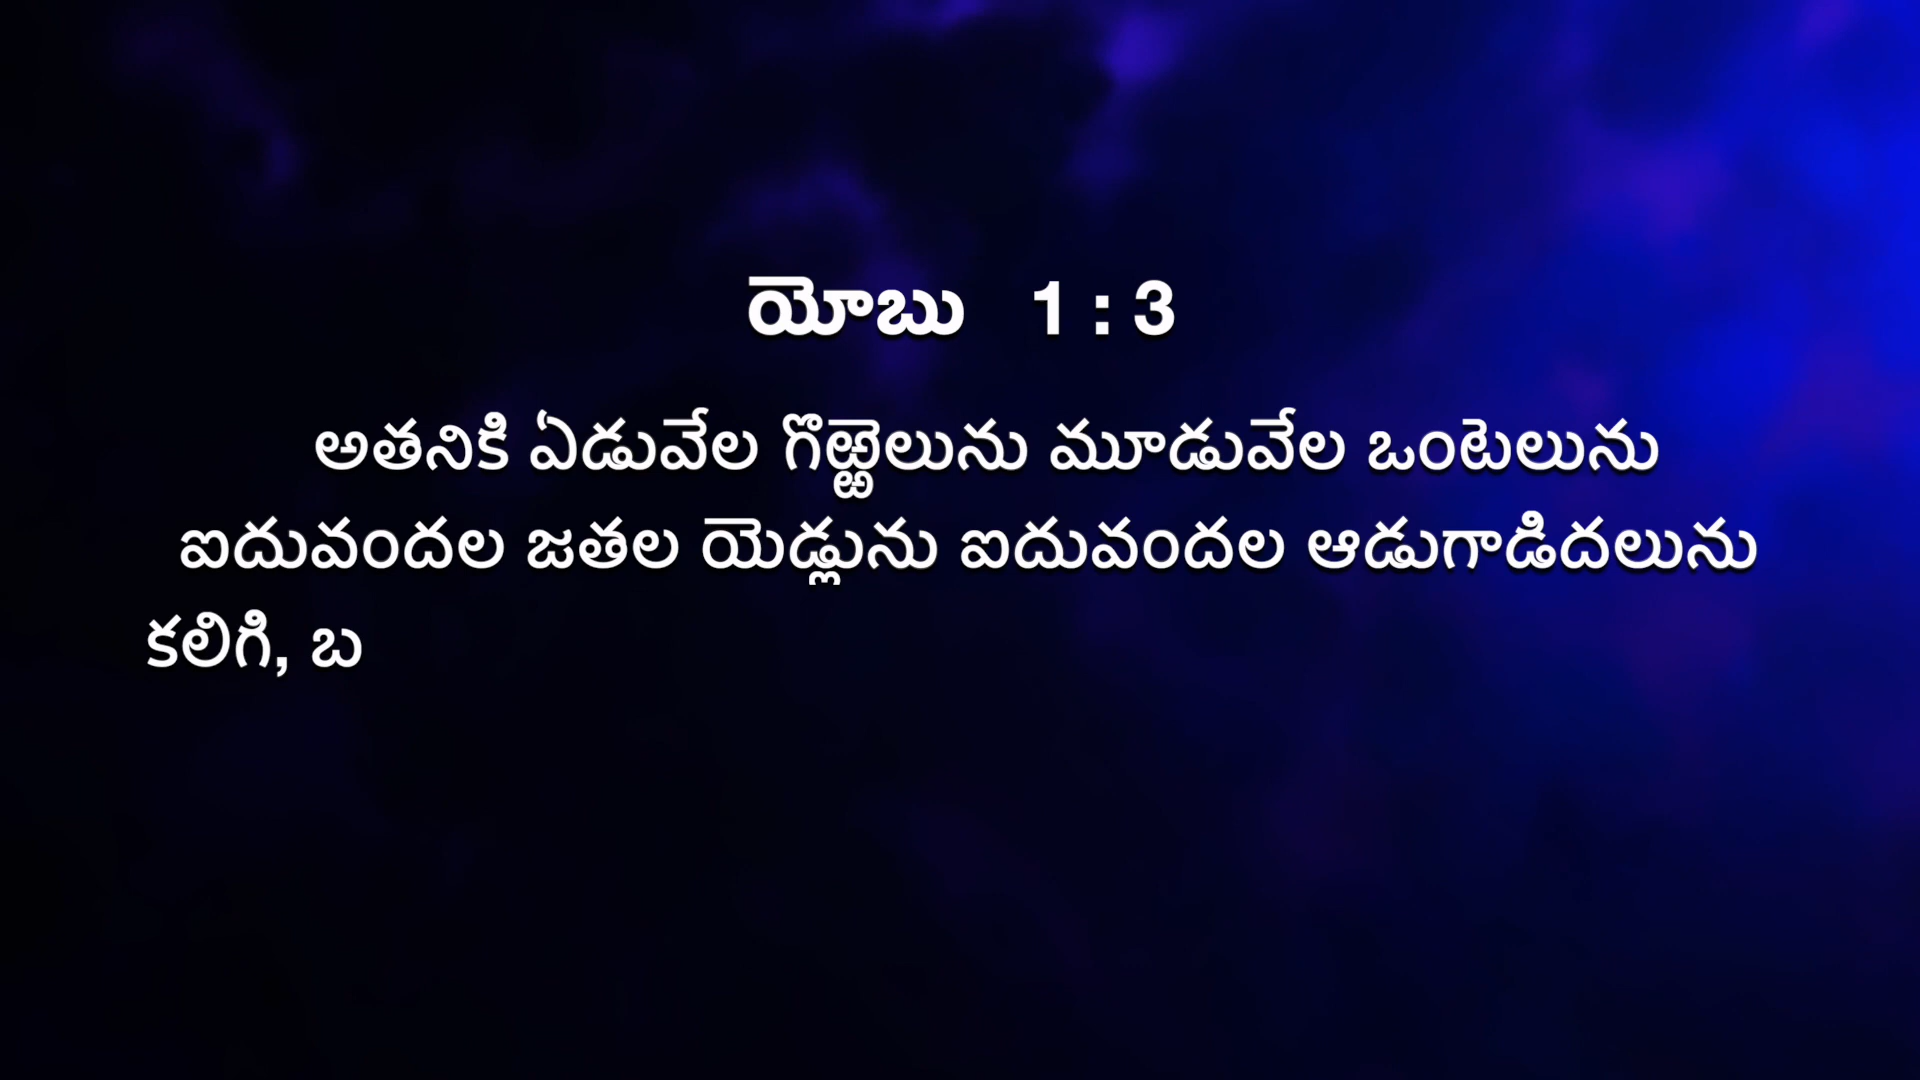 యోబు 1 : 3
అతనికి ఏడువేల గొఱ్ఱెలును మూడువేల ఒంటెలును
ఐదువందల జతల యెడ్లును ఐదువందల ఆడుగాడిదలును
కలిగి, బ